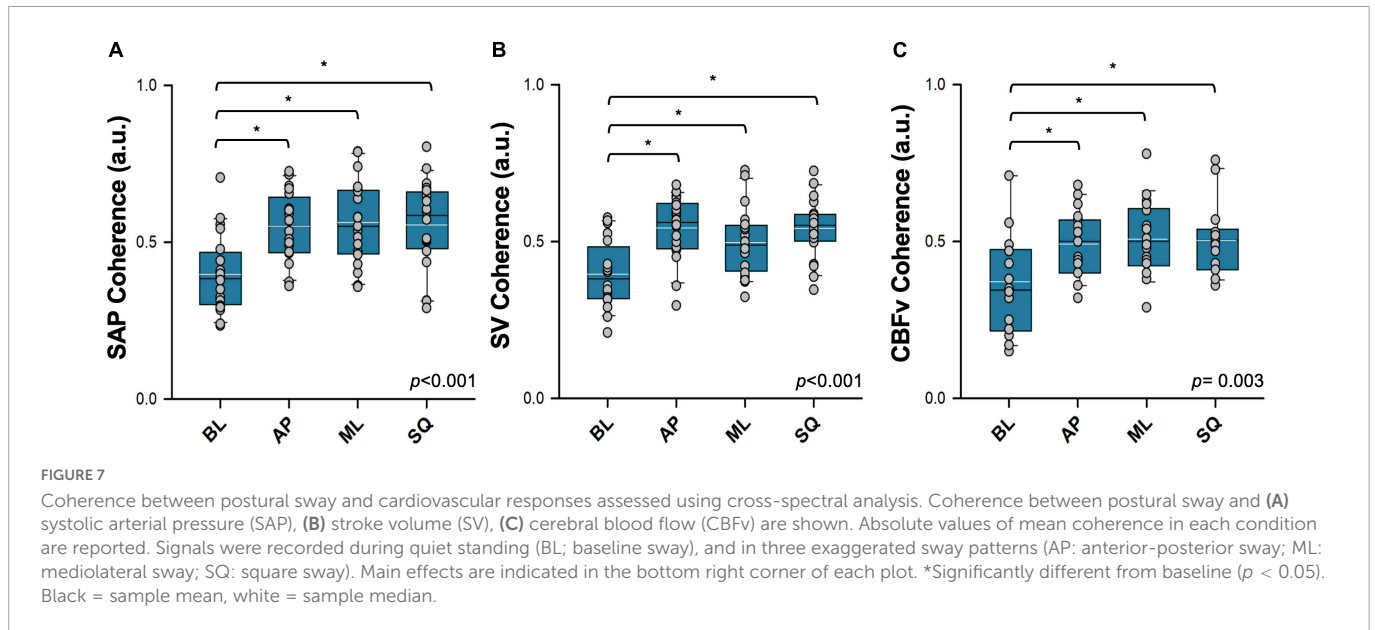 A
B
C
*
*
*
*
*
*
*
*
*
1.0
0.5
0.0
SAP Coherence (a.u.)
p<0.001
BL
AP
ML
SQ
1.0
0.5
0.0
SV Coherence (a.u.)
p<0.001
BL
AP
ML
SQ
1.0
0.5
0.0
CBFv Coherence (a.u.)
p= 0.003
BL
AP
ML
SQ
FIGURE 7
Coherence between postural sway and cardiovascular responses assessed using cross-spectral analysis. Coherence between postural sway and (A)
systolic arterial pressure (SAP), (B) stroke volume (SV), (C) cerebral blood flow (CBFv) are shown. Absolute values of mean coherence in each condition
are reported. Signals were recorded during quiet standing (BL; baseline sway), and in three exaggerated sway patterns (AP: anterior-posterior sway; ML:
mediolateral sway; SQ: square sway). Main effects are indicated in the bottom right corner of each plot. *Significantly different from baseline (p < 0.05).
Black = sample mean, white = sample median.